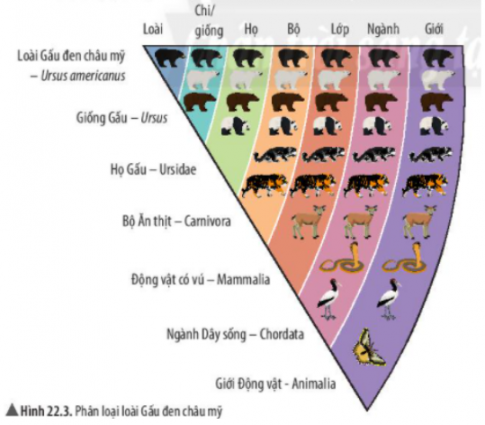 Chi/
Loài giống Họ Bộ Lớp Ngành Giới
Loài Gấu đen châu mỹ
– Ursus americanus
Giống Gấu – Ursus
Họ Gấu – Ursidae
Bộ Ăn thịt – Carnivora
Động vật có vú – Mammalia
Ngành Dây sống – Chordata
Giới Động vật - Animalia
▲Hình 22.3. Phân loại loài Gấu đen châu mỹ